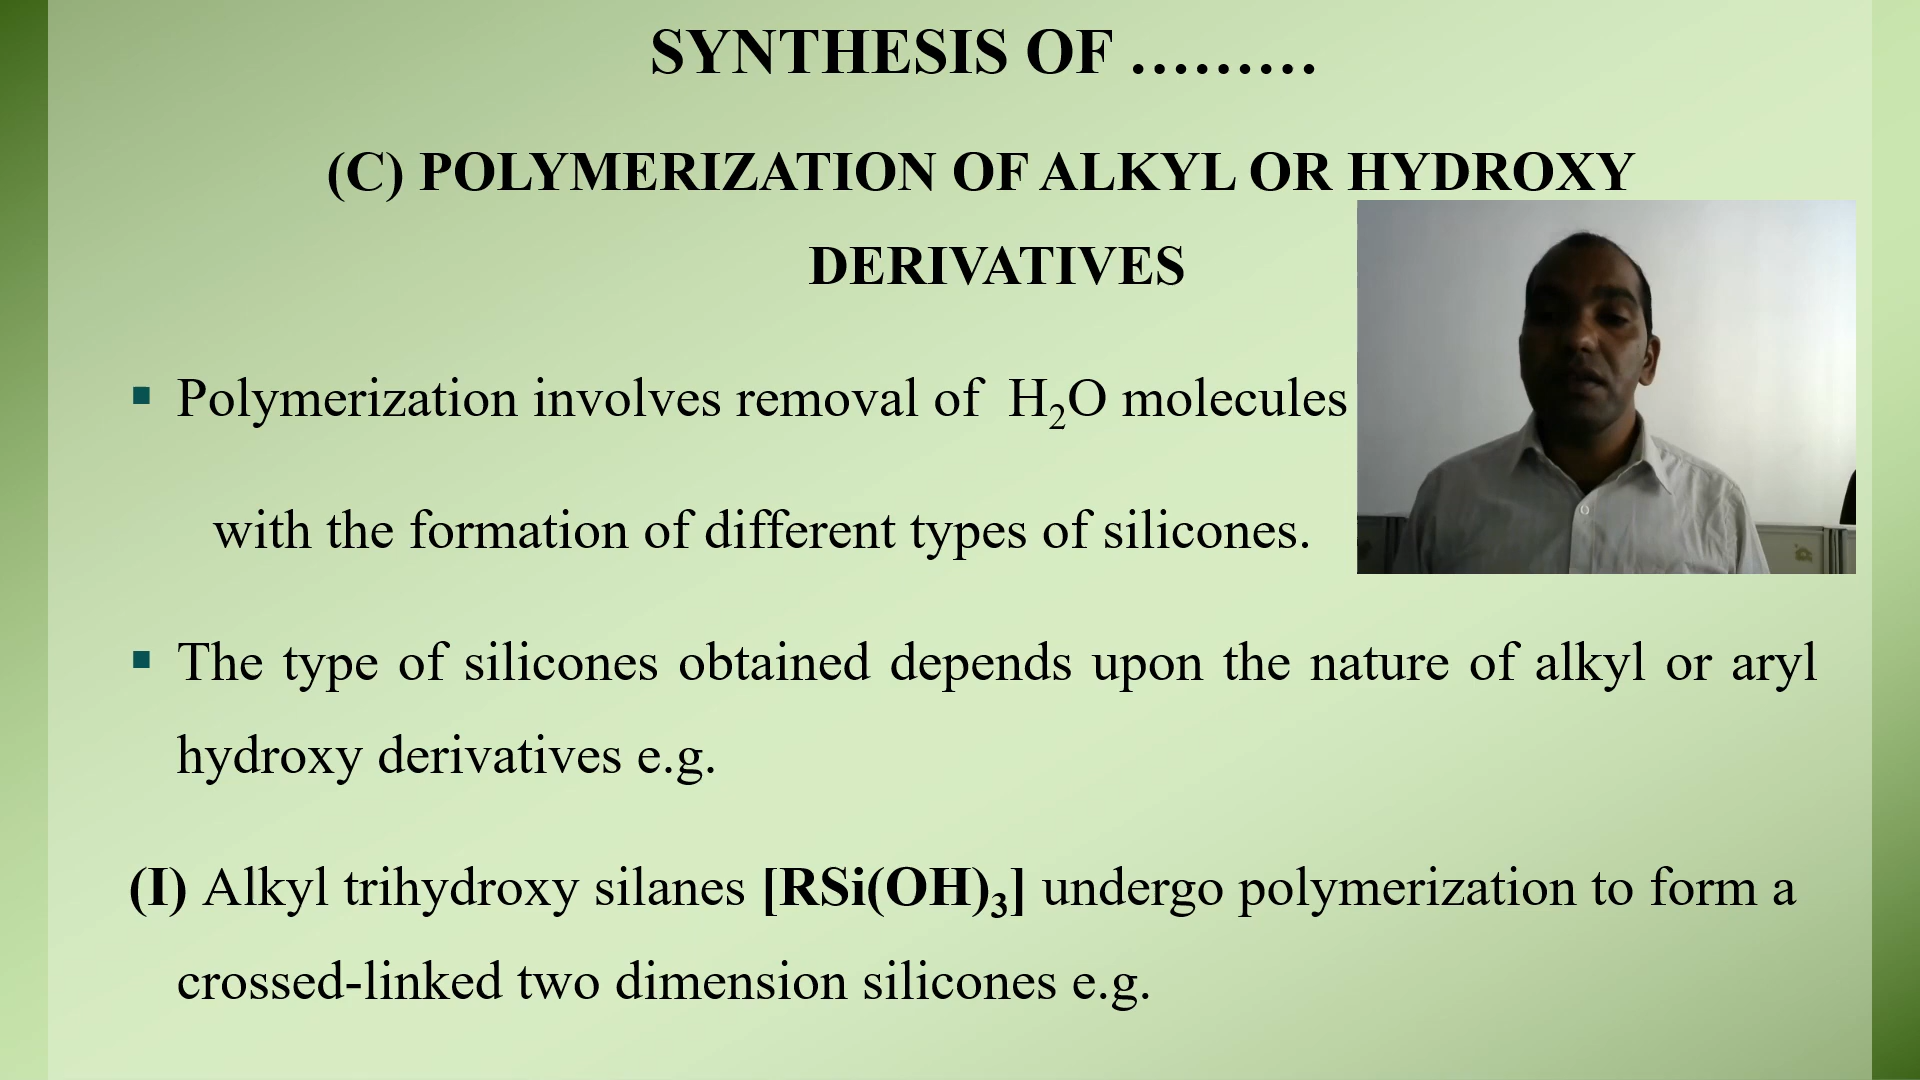 SYNTHESIS OF ………
(C) POLYMERIZATION OF ALKYL OR HYDROXY
DERIVATIVES
▪ Polymerization involves removal of H₂O molecules
with the formation of different types of silicones.
▪ The type of silicones obtained depends upon the nature of alkyl or aryl
hydroxy derivatives e.g.
(I) Alkyl trihydroxy silanes [RSi(OH)₃] undergo polymerization to form a
crossed-linked two dimension silicones e.g.